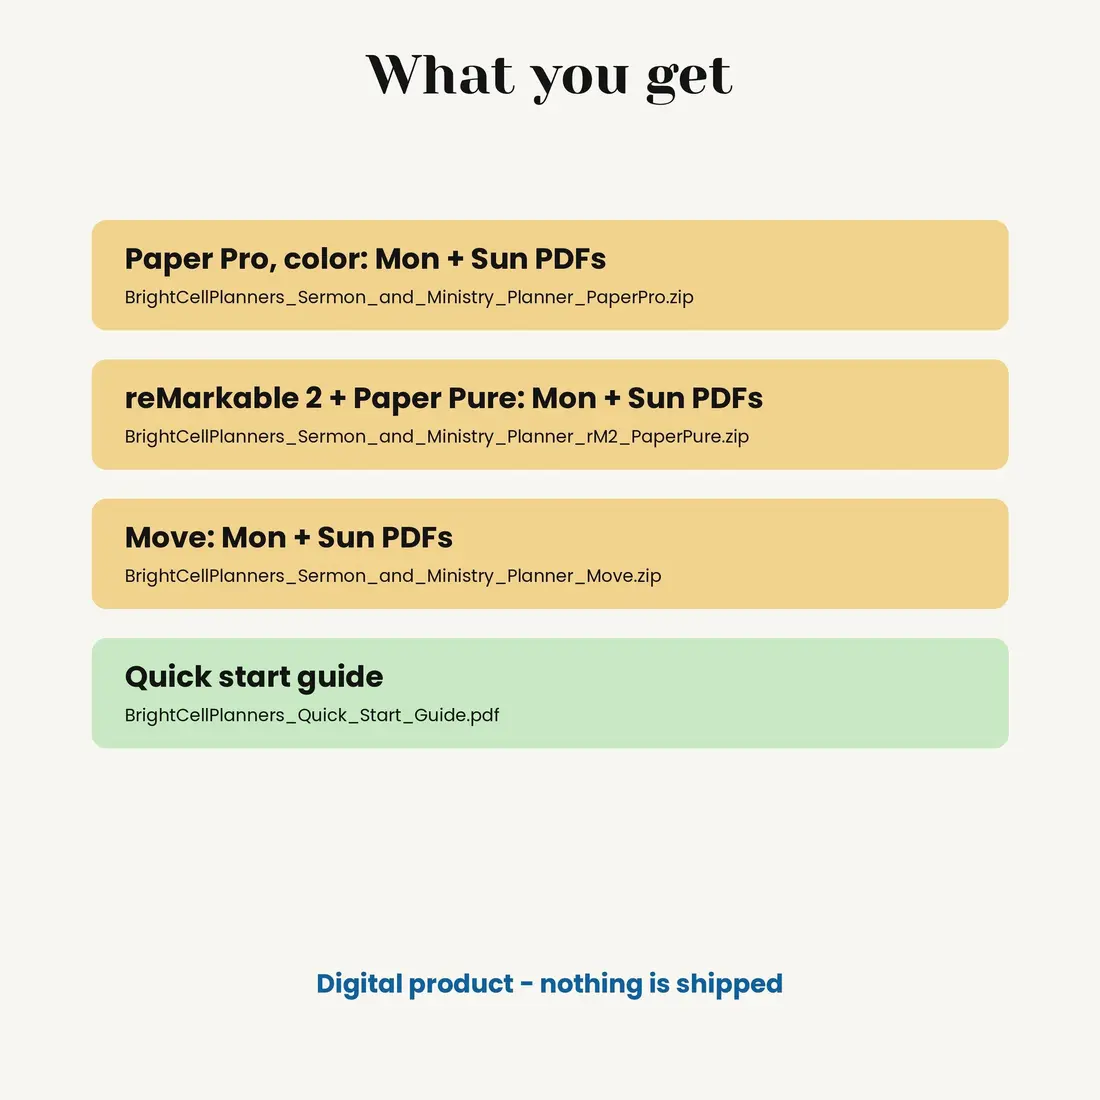 What you get
Paper Pro, color: Mon + Sun PDFs
BrightCellPlanners_Sermon_and_Ministry_Planner_PaperPro.zip
reMarkable 2 + Paper Pure: Mon + Sun PDFs
BrightCellPlanners_Sermon_and_Ministry_Planner_rM2_PaperPure.zip
Move: Mon + Sun PDFs
BrightCellPlanners_Sermon_and_Ministry_Planner_Move.zip
Quick start guide
BrightCellPlanners_Quick_Start_Guide.pdf
Digital product - nothing is shipped